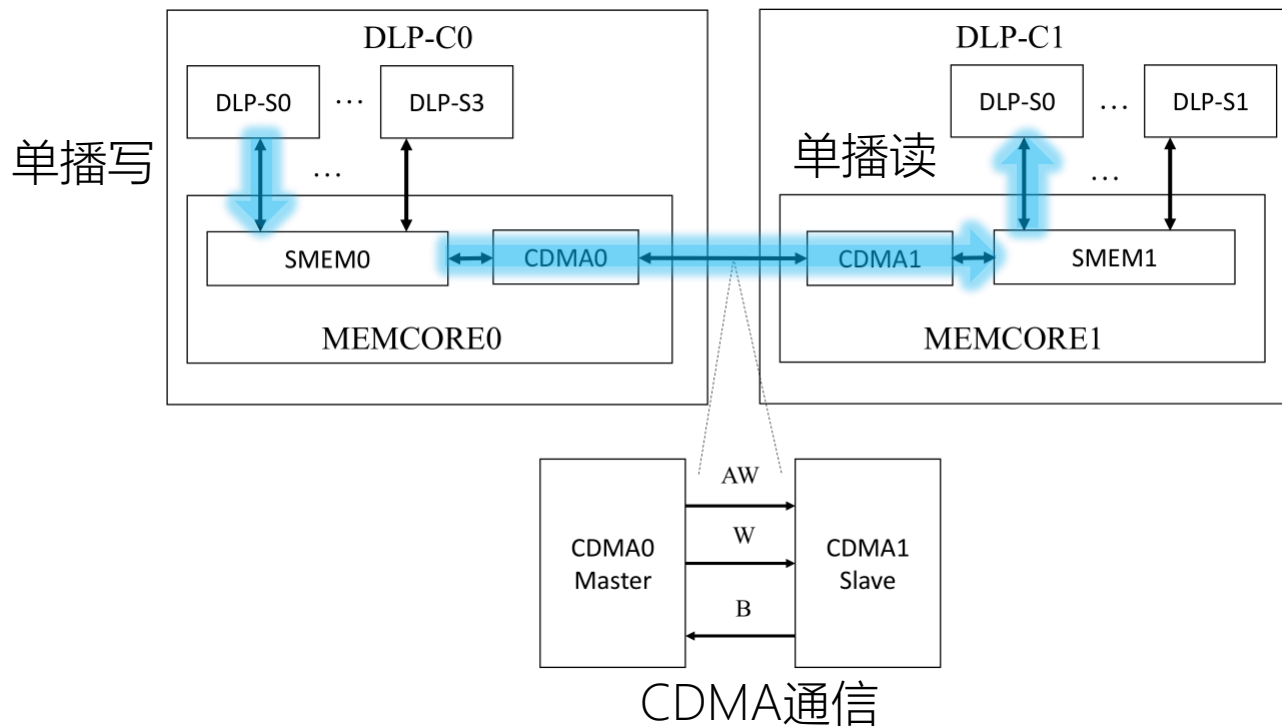 DLP-C0
DLP-C1
DLP-S0
…
DLP-S3
DLP-S0
…
DLP-S1
单播写
…
单播读
…
SMEM0
CDMA0
CDMA1
SMEM1
MEMCORE0
MEMCORE1
AW
W
B
CDMA0
Master
CDMA1
Slave
CDMA通信